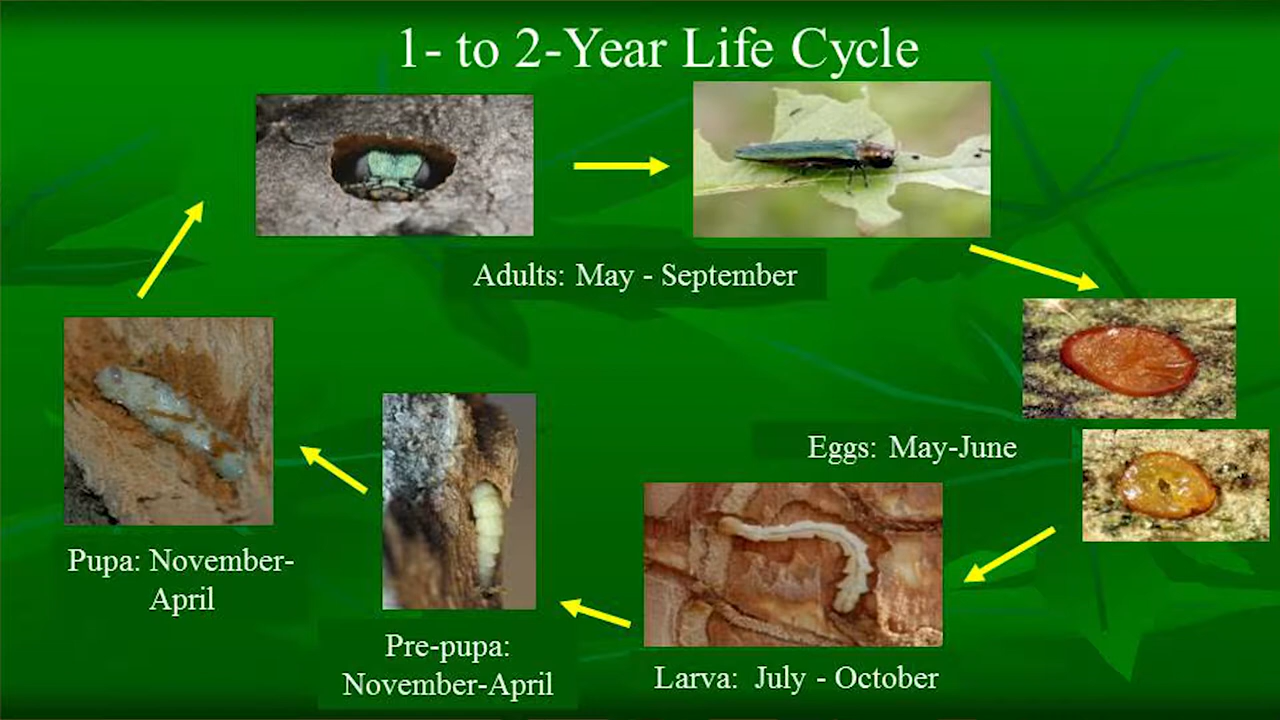 1- to 2-Year Life Cycle
Adults: May - September
Eggs: May-June
Larva: July - October
Pre-pupa:
November-April
Pupa: November-
April